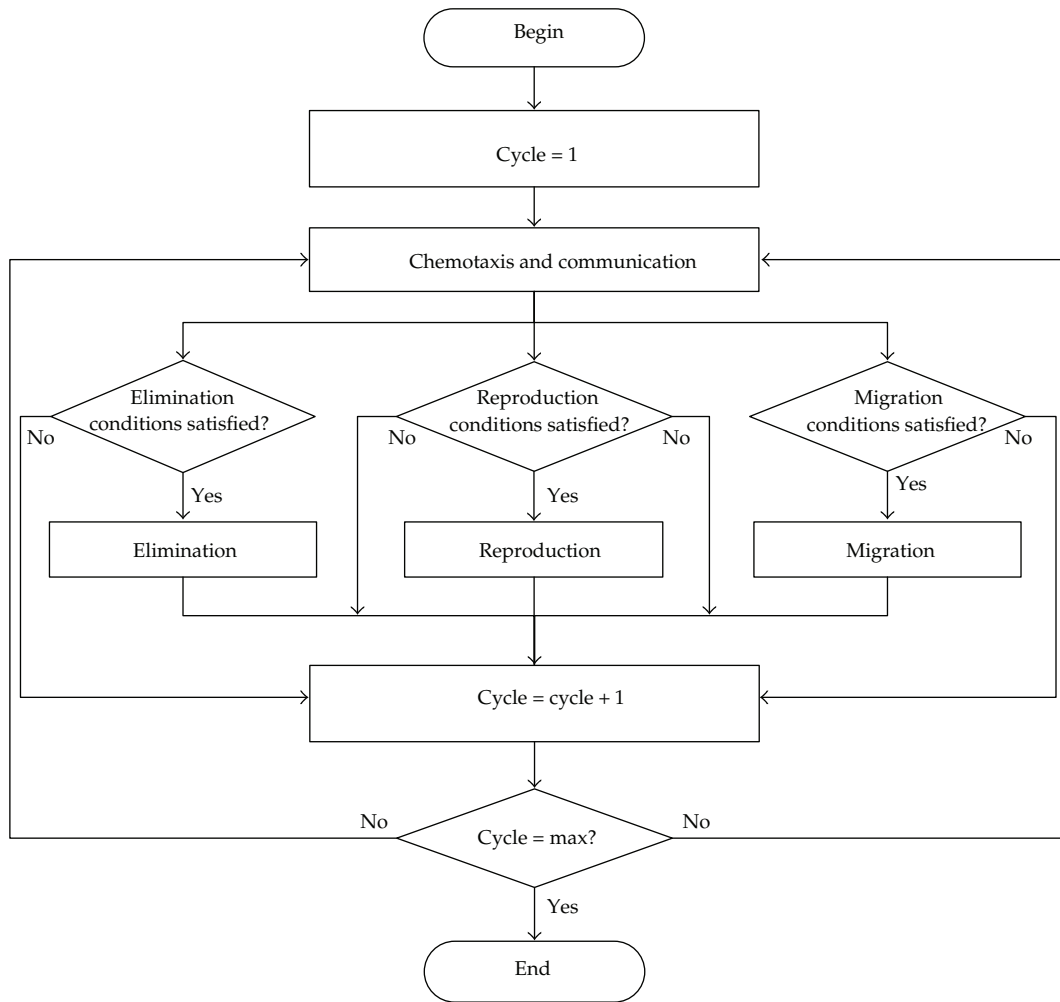 Begin
Cycle = 1
Chemotaxis and communication
Elimination
conditions satisfied?
Reproduction
conditions satisfied?
Migration
conditions satisfied?
No
No
No
No
Yes
Yes
Yes
Elimination
Reproduction
Migration
Cycle = cycle + 1
No
Cycle = max?
No
Yes
End